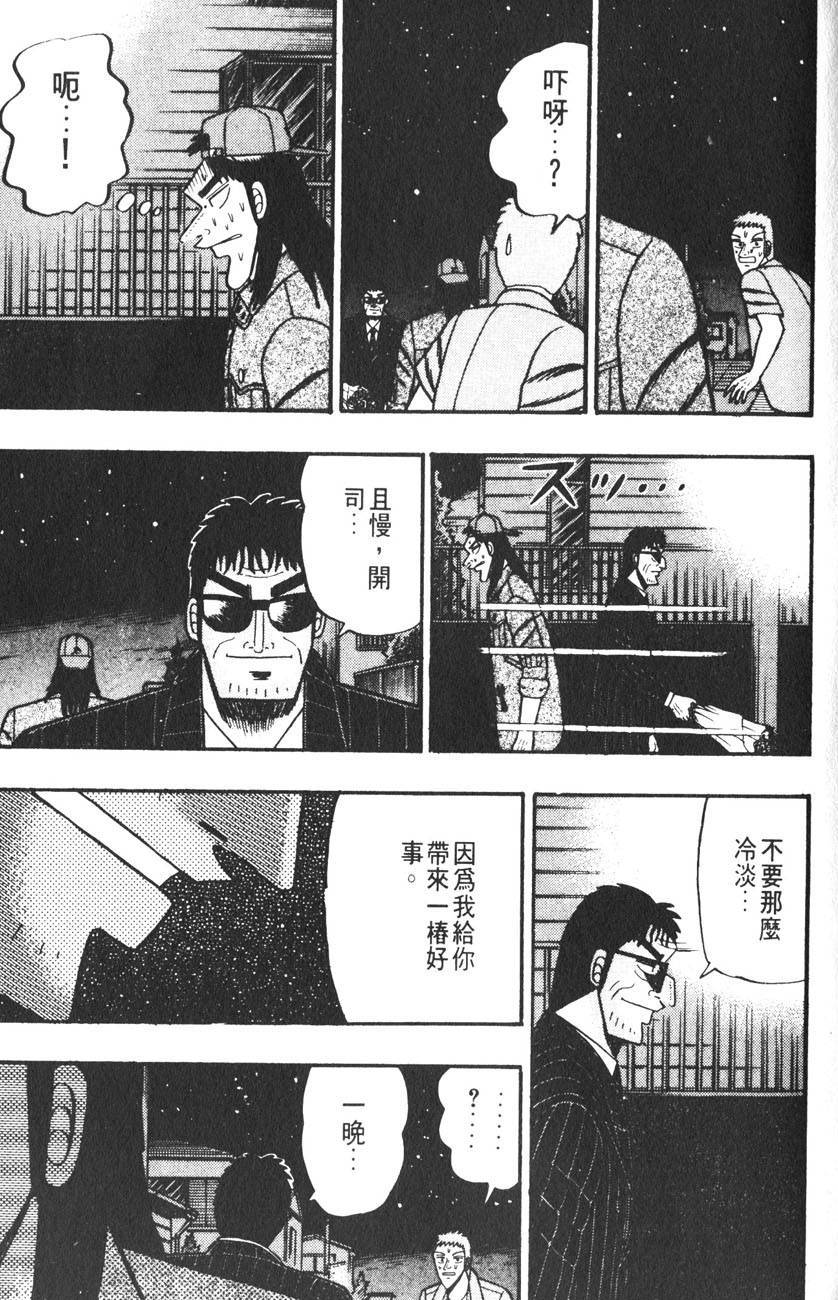 吓呀…?
呃…!
…
ズッ…
且慢，開
司…
不要那麼
冷淡…
因爲我給你
帶來一樁好
事。
……
?……
一晚…